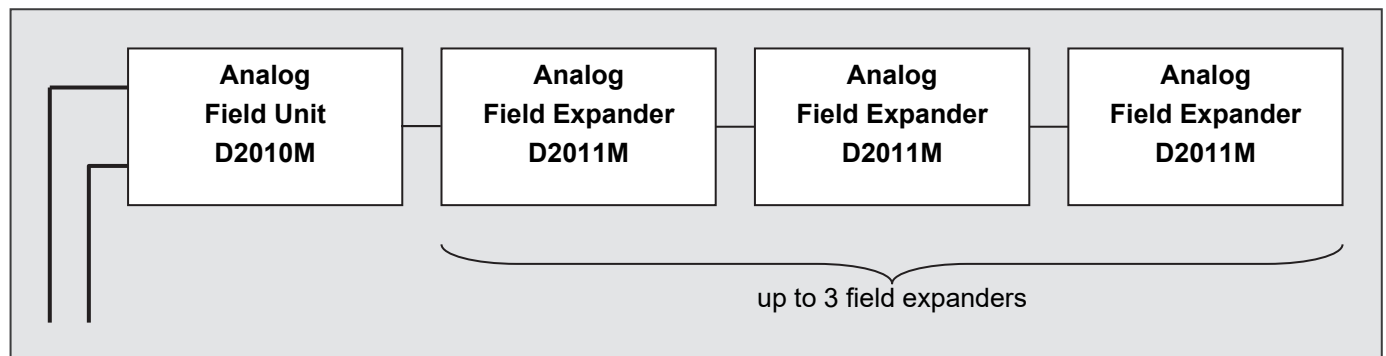 Analog
Field Unit
D2010M
Analog
Field Expander
D2011M
Analog
Field Expander
D2011M
Analog
Field Expander
D2011M
up to 3 field expanders